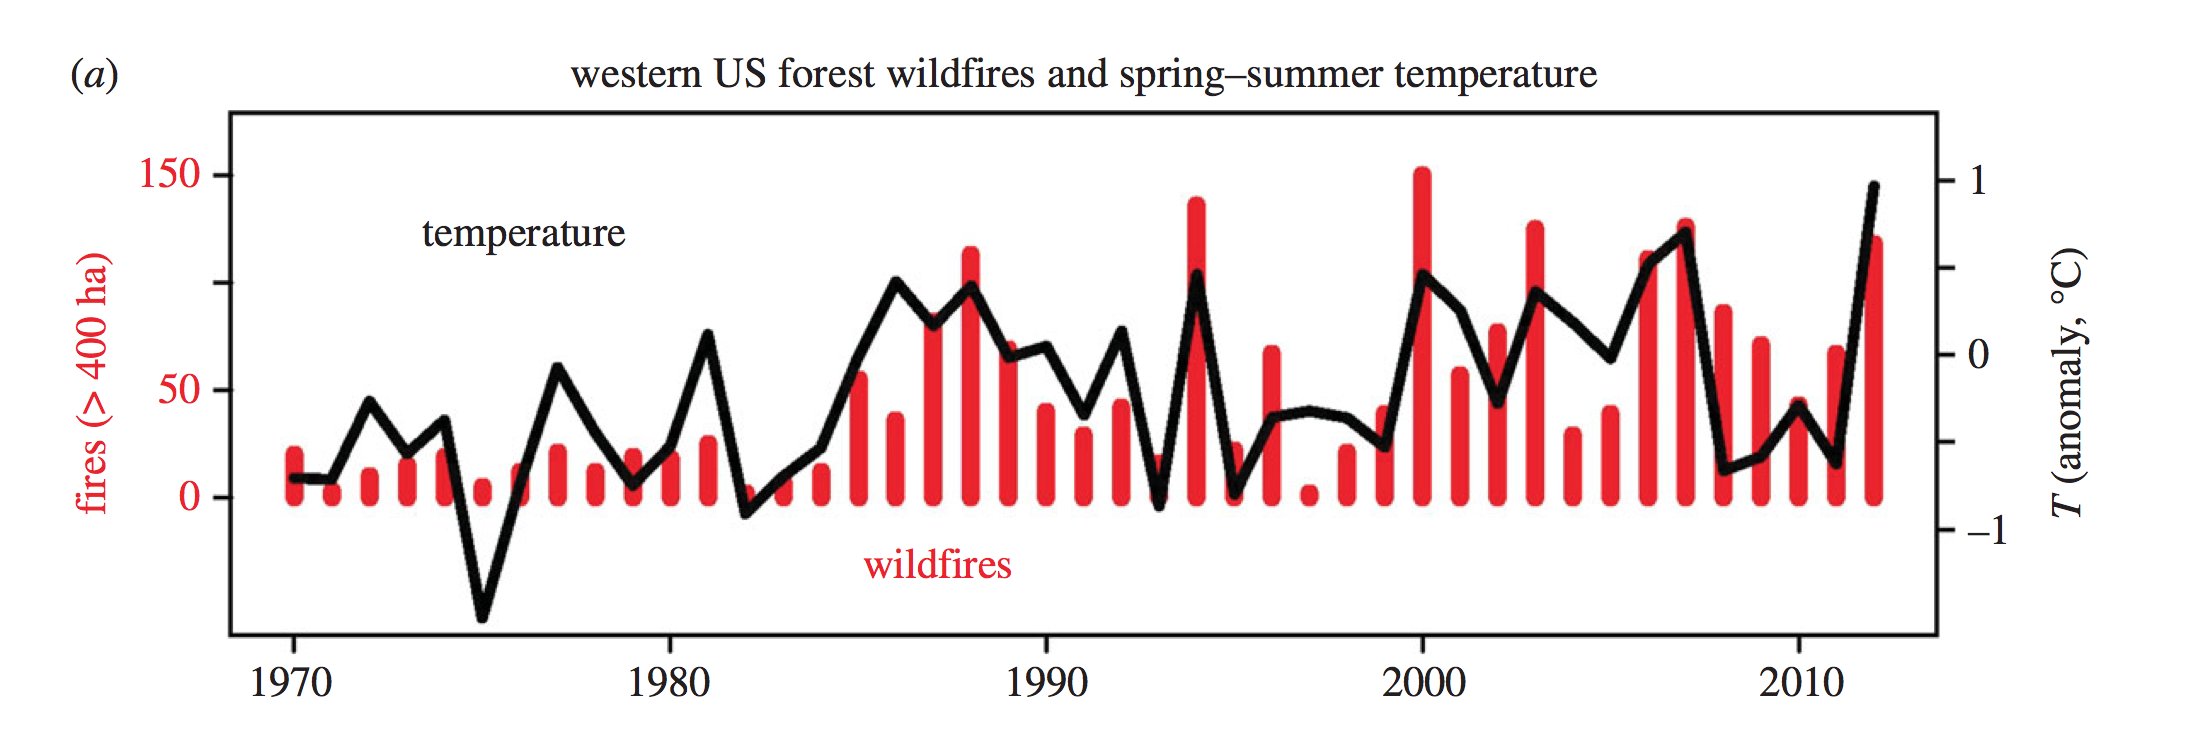 (a)
western US forest wildfires and spring–summer temperature
150
50
0
fires (> 400 ha)
temperature
wildfires
1
0
–1
T (anomaly, °C)
1970
1980
1990
2000
2010